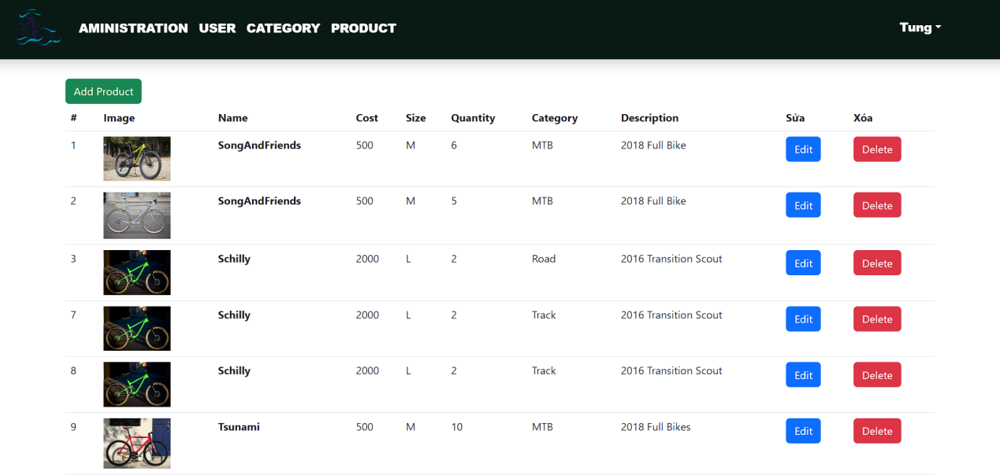 AMINISTRATION USER CATEGORY PRODUCT Tung
Add Product
# Image Name Cost Size Quantity Category Description Sửa Xóa
1 SongAndFriends 500 M 6 MTB 2018 Full Bike Edit Delete
2 SongAndFriends 500 M 5 MTB 2018 Full Bike Edit Delete
3 Schilly 2000 L 2 Road 2016 Transition Scout Edit Delete
7 Schilly 2000 L 2 Track 2016 Transition Scout Edit Delete
8 Schilly 2000 L 2 Track 2016 Transition Scout Edit Delete
9 Tsunami 500 M 10 MTB 2018 Full Bikes Edit Delete